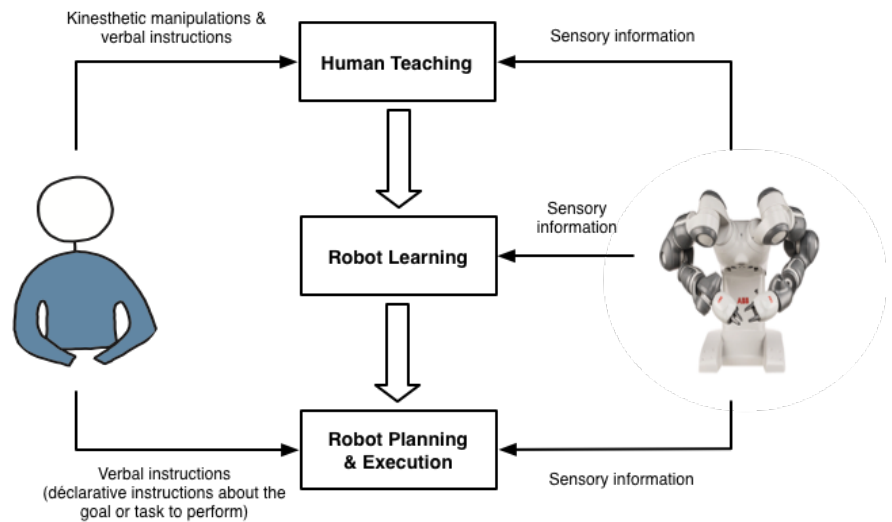 Kinesthetic manipulations &
verbal instructions
Sensory information
Human Teaching
Sensory
information
Robot Learning
ABB
Robot Planning
& Execution
Verbal instructions
(déclarative instructions about the
goal or task to perform)
Sensory information